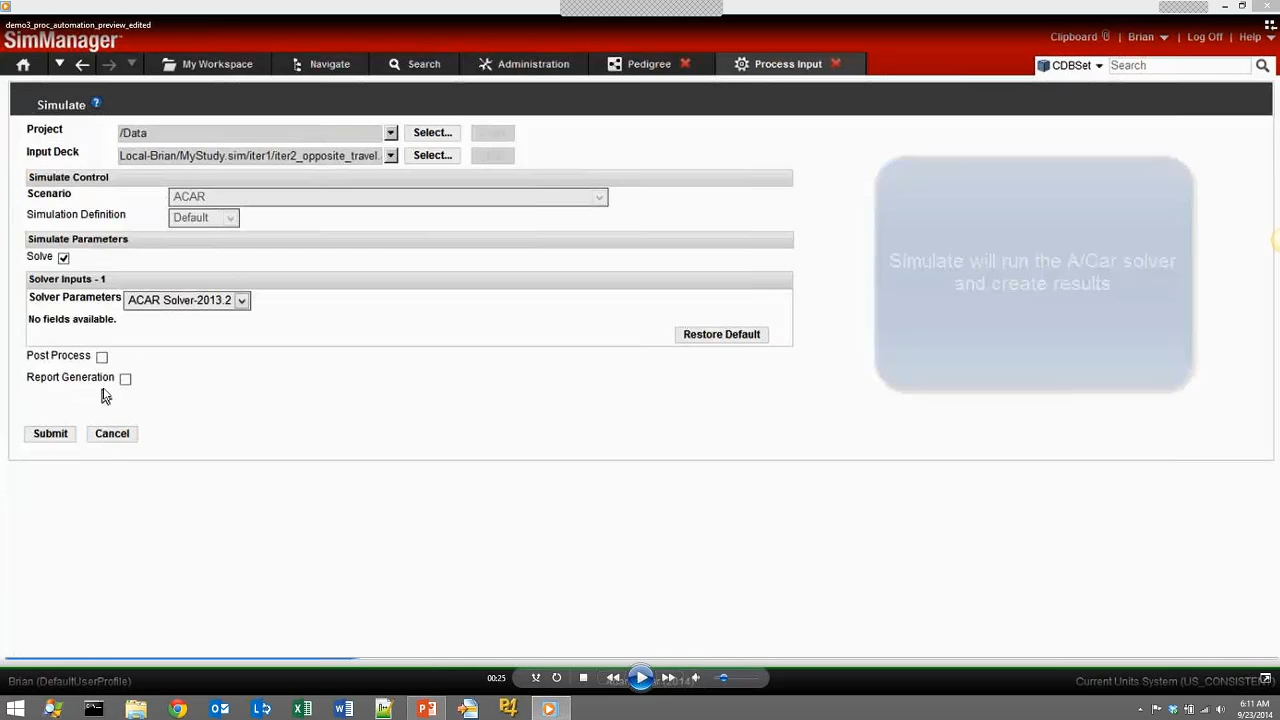 demo3_proc_automation_preview_edited
SimManager
Clipboard | Brian | Log Off | Help
My Workspace Navigate Search Administration Pedigree Process Input CDBSet Search
Simulate ?
Project /Data Select...
Input Deck Local-Brian/MyStudy.sim/iter1/iter2_opposite_travel. Select...
Simulate Control
Scenario ACAR
Simulation Definition Default
Simulate Parameters
Solve
Solver Inputs - 1
Solver Parameters ACAR Solver-2013.2
No fields available.
Restore Default
Post Process
Report Generation
Submit Cancel
Simulate will run the A/Car solver
and create results
00:25
Brian (DefaultUserProfile) Current Units System (US_CONSISTENT
6:11 AM
9/23/2014